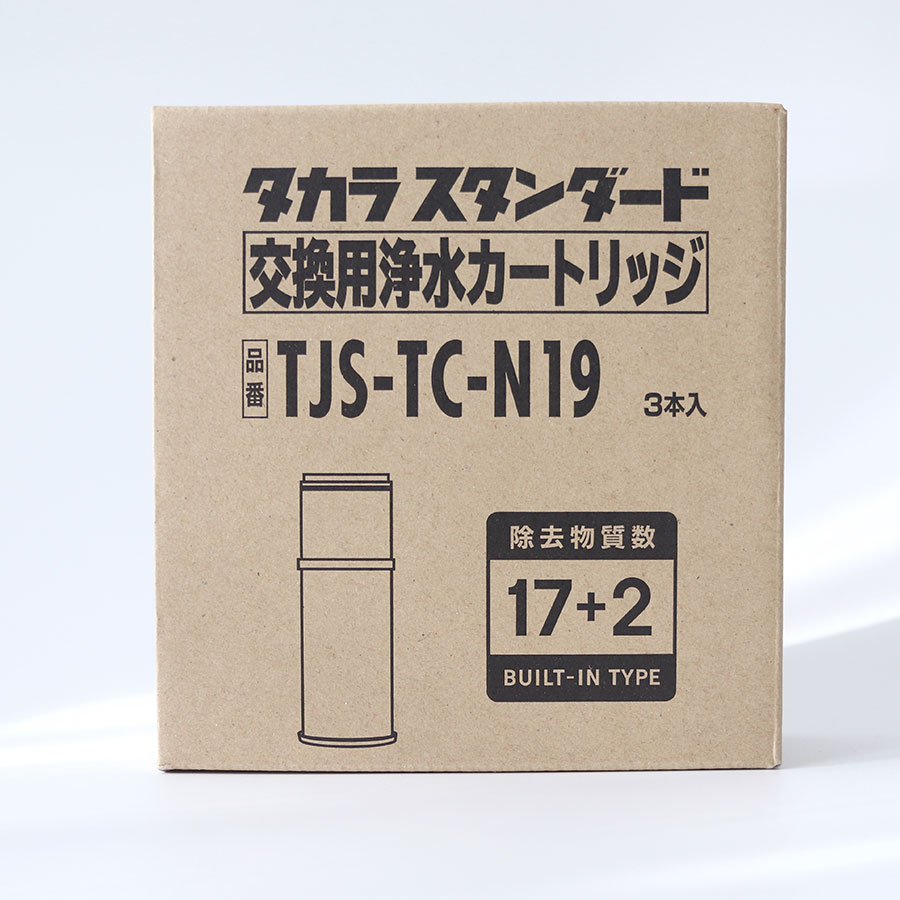 タカラスタンダード
交換用浄水カートリッジ
品番 TJS-TC-N19 3本入
除去物質数
17+2
BUILT-IN TYPE